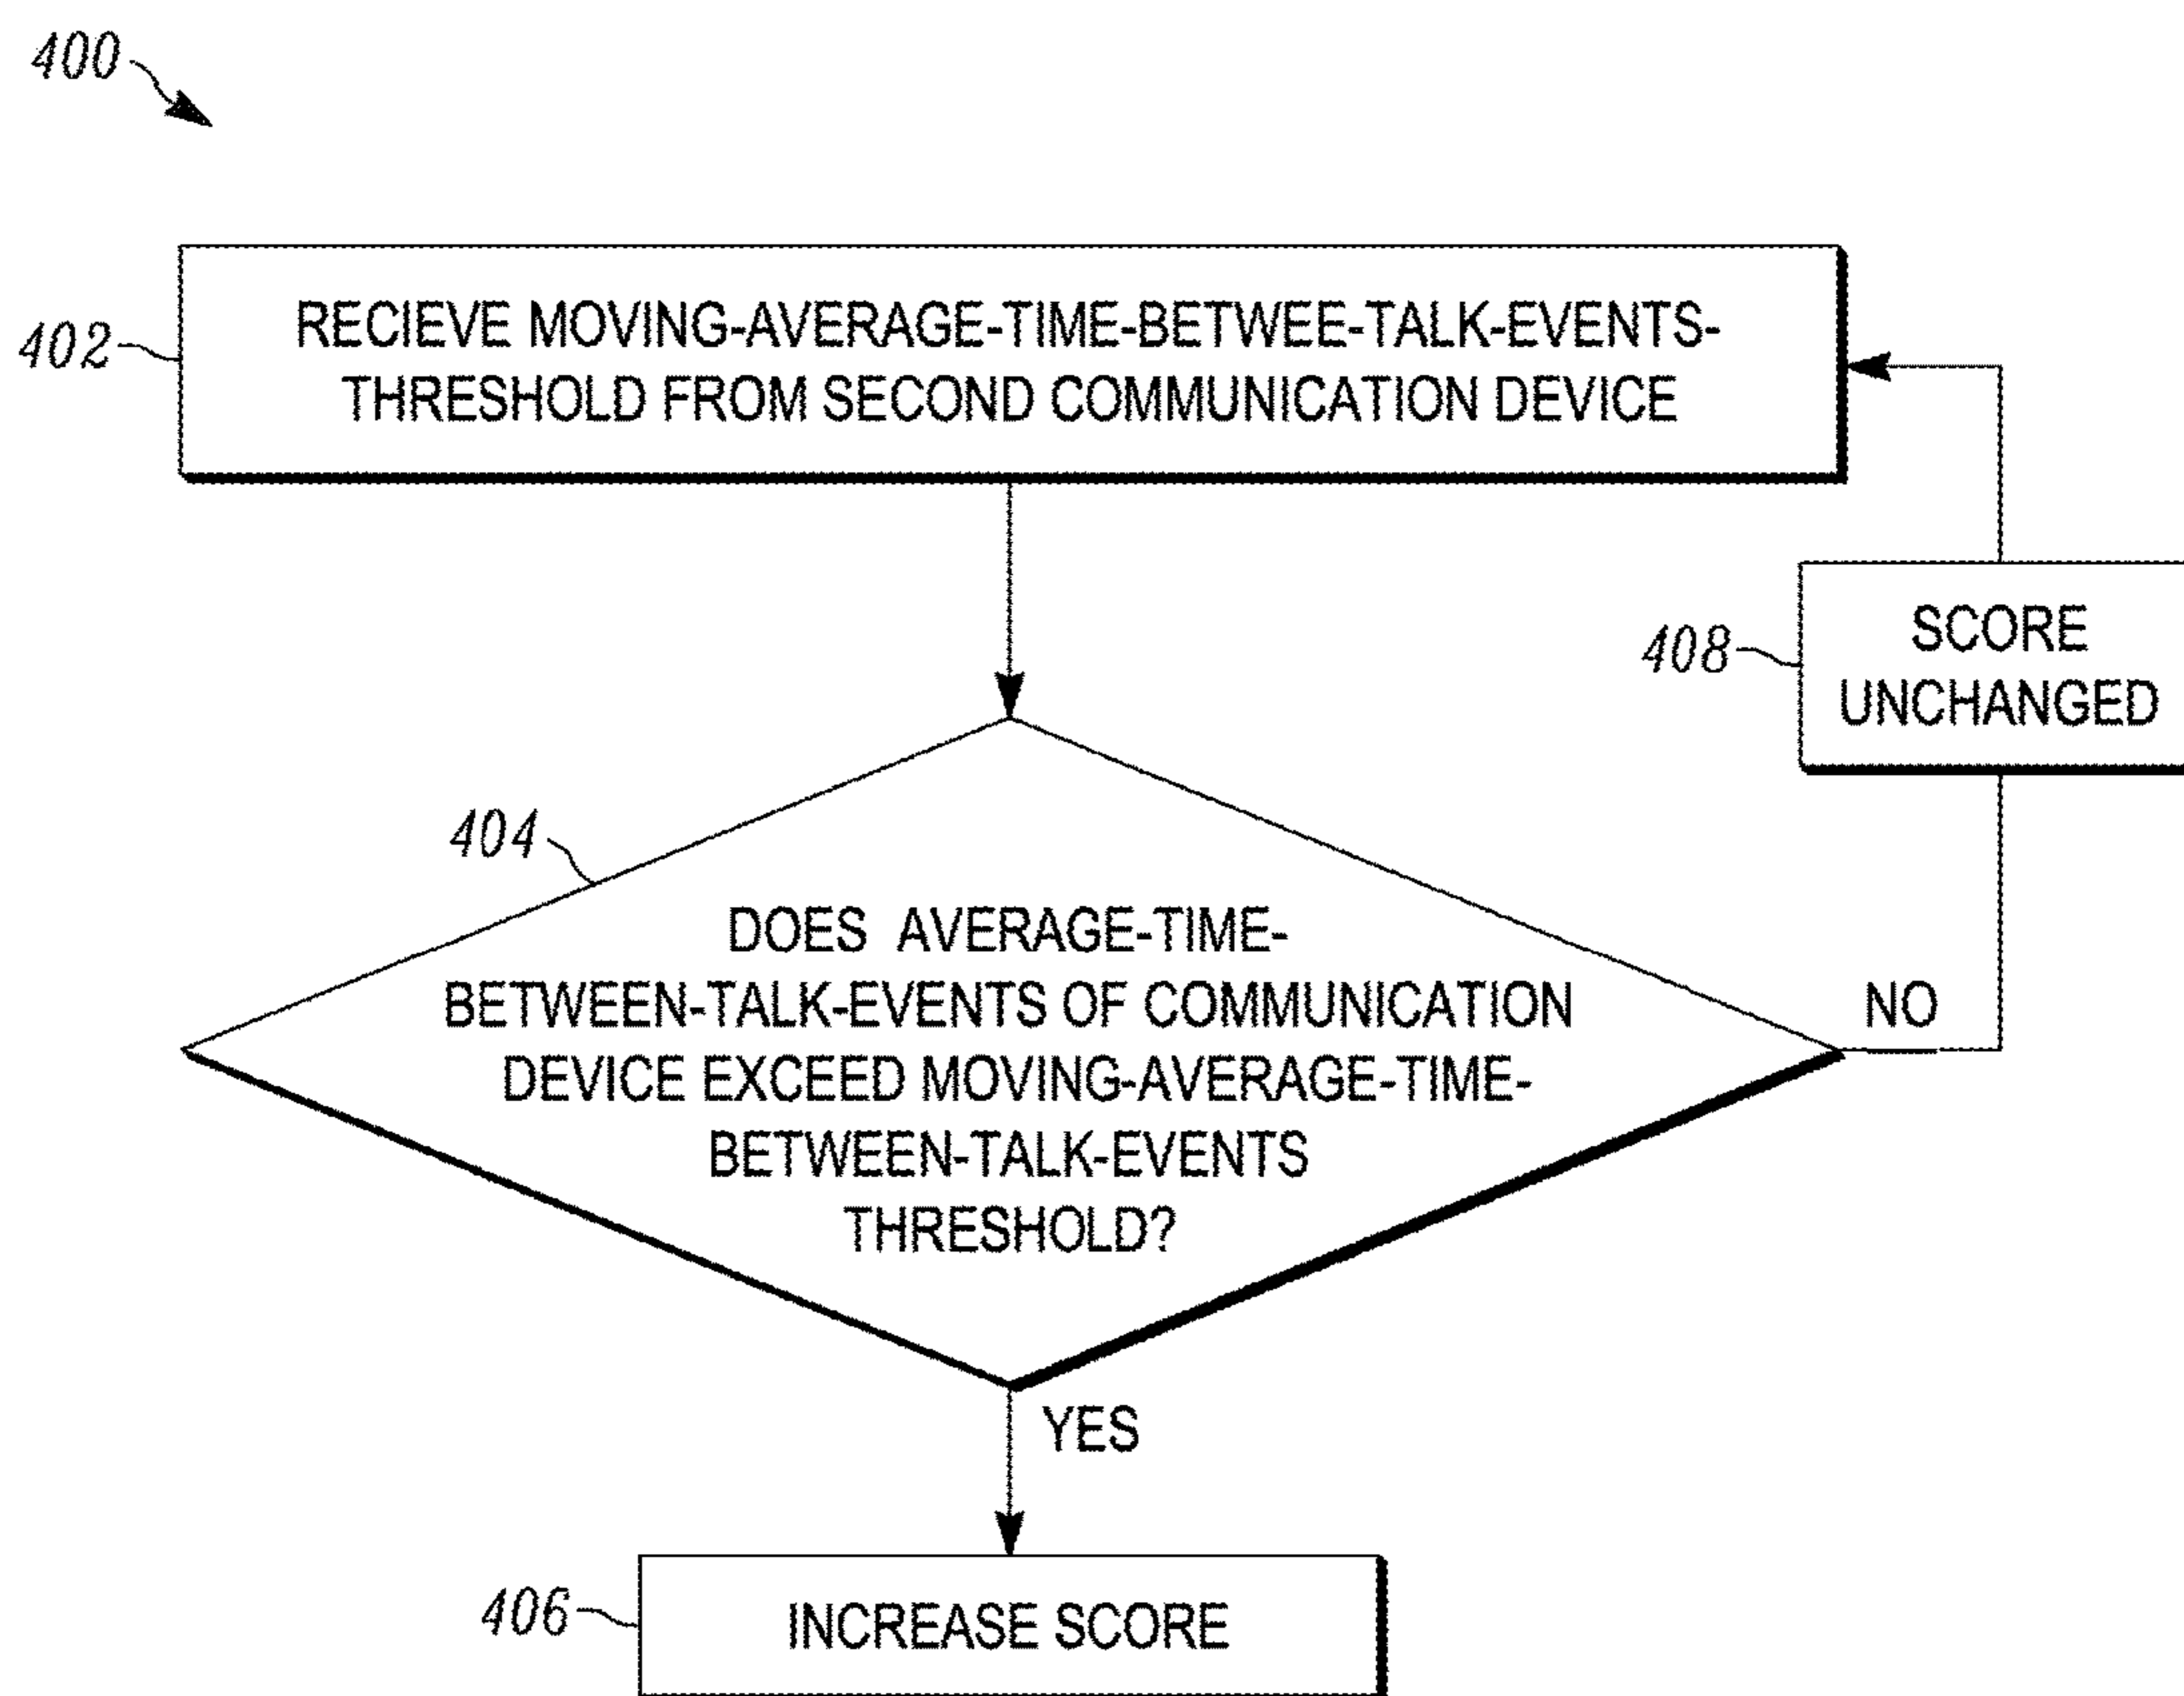 400
402
RECIEVE MOVING-AVERAGE-TIME-BETWEE-TALK-EVENTS-
THRESHOLD FROM SECOND COMMUNICATION DEVICE
408
SCORE
UNCHANGED
404
DOES AVERAGE-TIME-
BETWEEN-TALK-EVENTS OF COMMUNICATION
DEVICE EXCEED MOVING-AVERAGE-TIME-
BETWEEN-TALK-EVENTS
THRESHOLD?
NO
YES
406
INCREASE SCORE